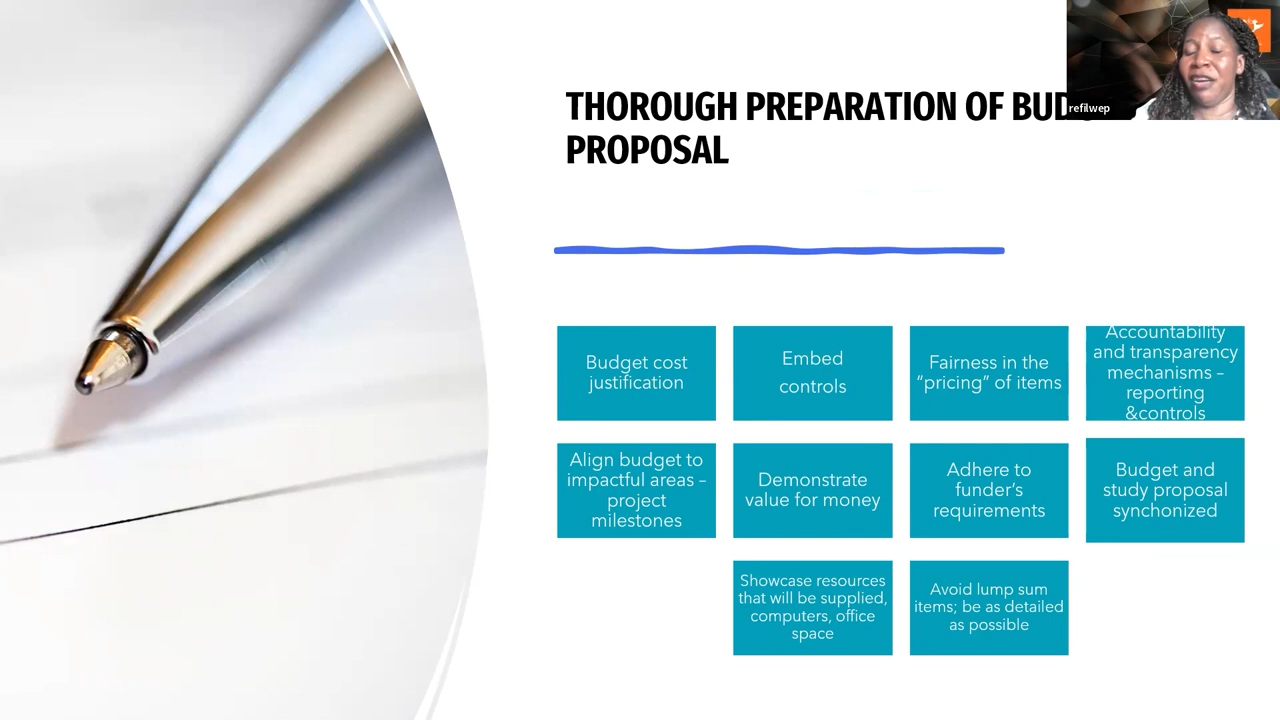 THOROUGH PREPARATION OF
PROPOSAL
refilwep
Budget cost
justification
Embed
controls
Fairness in the
“pricing” of items
Accountability
and transparency
mechanisms –
reporting
&controls
Align budget to
impactful areas –
project
milestones
Demonstrate
value for money
Adhere to
funder’s
requirements
Budget and
study proposal
synchonized
Showcase resources
that will be supplied,
computers, office
space
Avoid lump sum
items; be as detailed
as possible